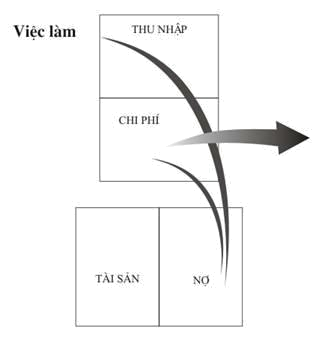 Việc làm
THU NHẬP
CHI PHÍ
TÀI SẢN
NỢ